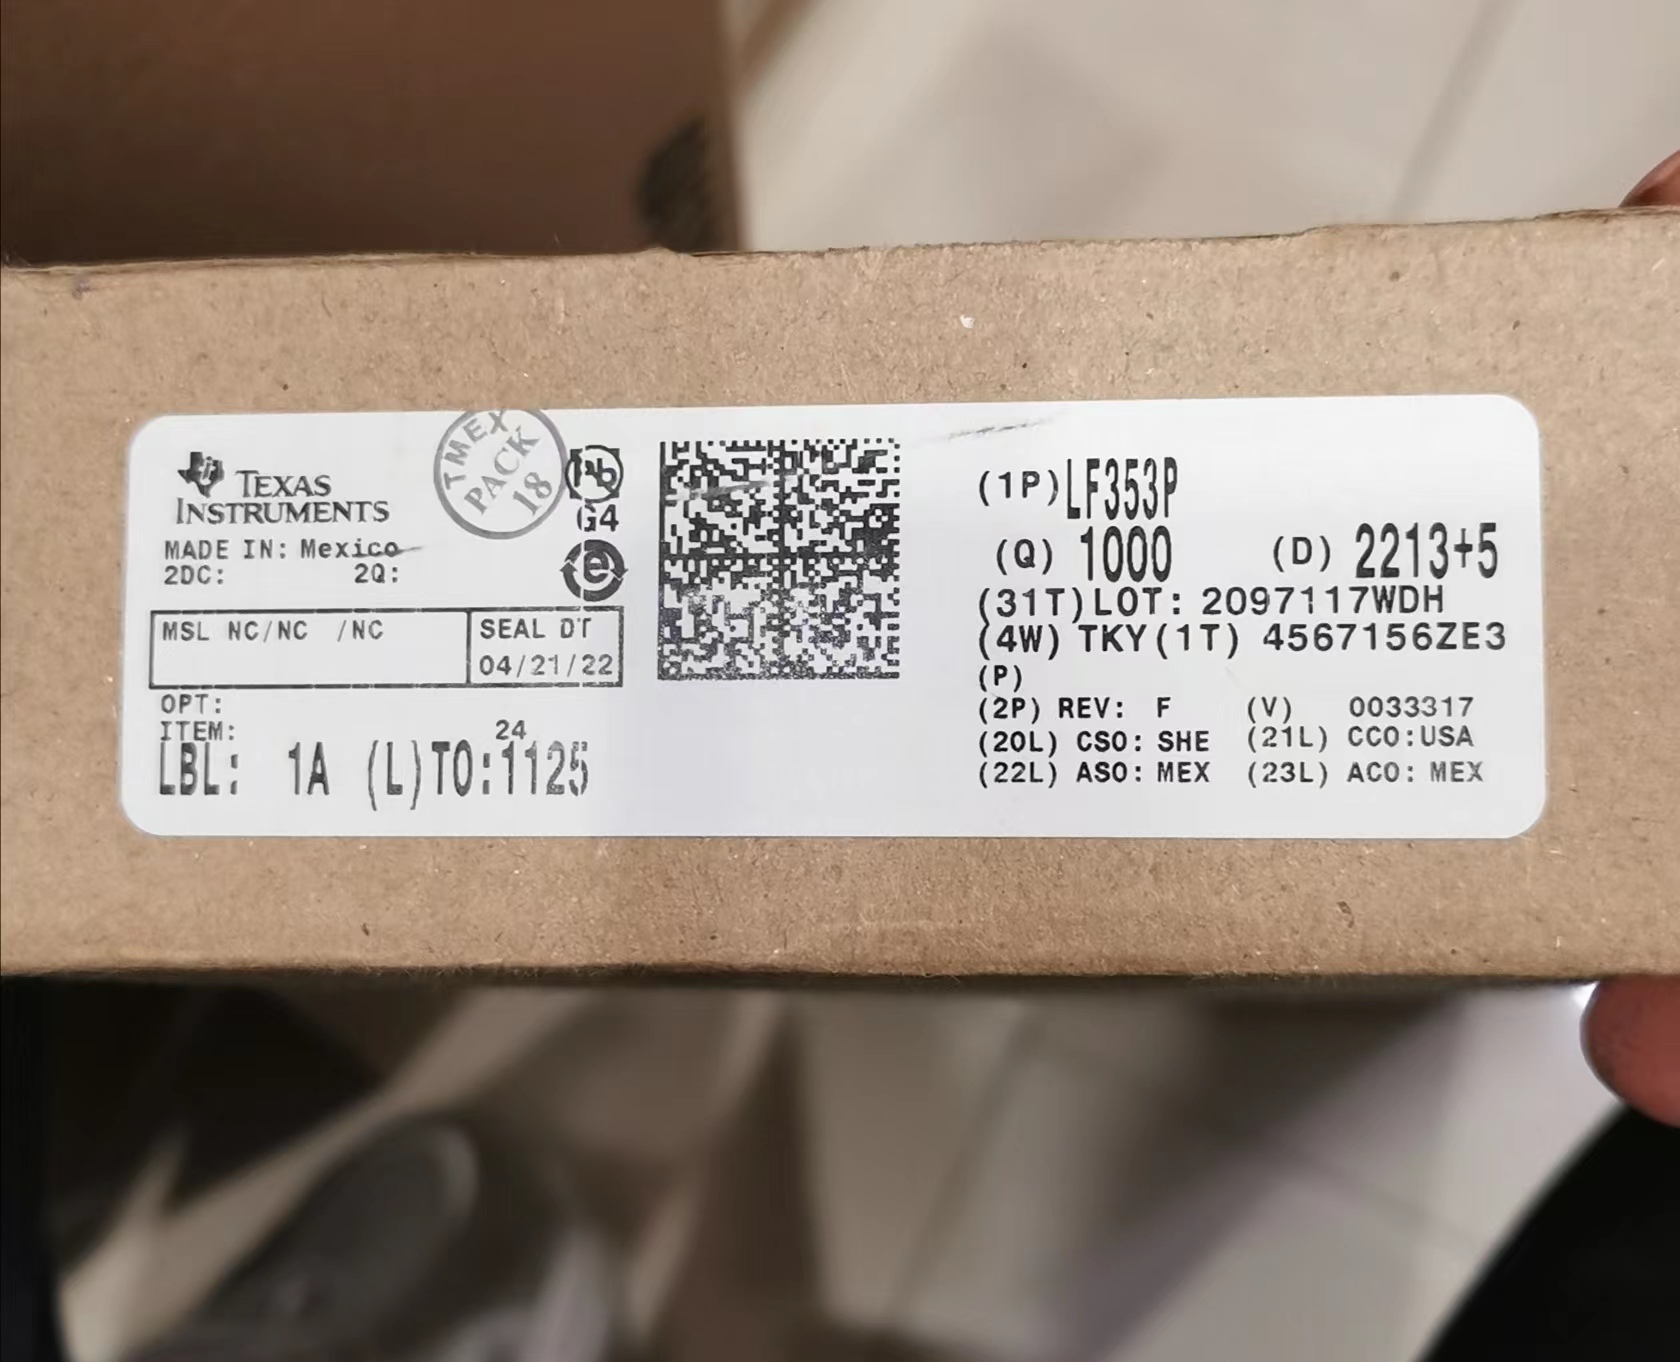 TEXAS
INSTRUMENTS
MADE IN: Mexico
2DC: 2Q:
TMEX
PACK
18
Pb
G4
e
MSL NC/NC /NC
SEAL DT
04/21/22
OPT:
ITEM: 24
LBL: 1A (L)TO:1125
(1P)LF353P
(Q) 1000 (D) 2213+5
(31T)LOT: 2097117WDH
(4W) TKY(1T) 4567156ZE3
(P)
(2P) REV: F (V) 0033317
(20L) CSO: SHE (21L) CCO:USA
(22L) ASO: MEX (23L) ACO: MEX